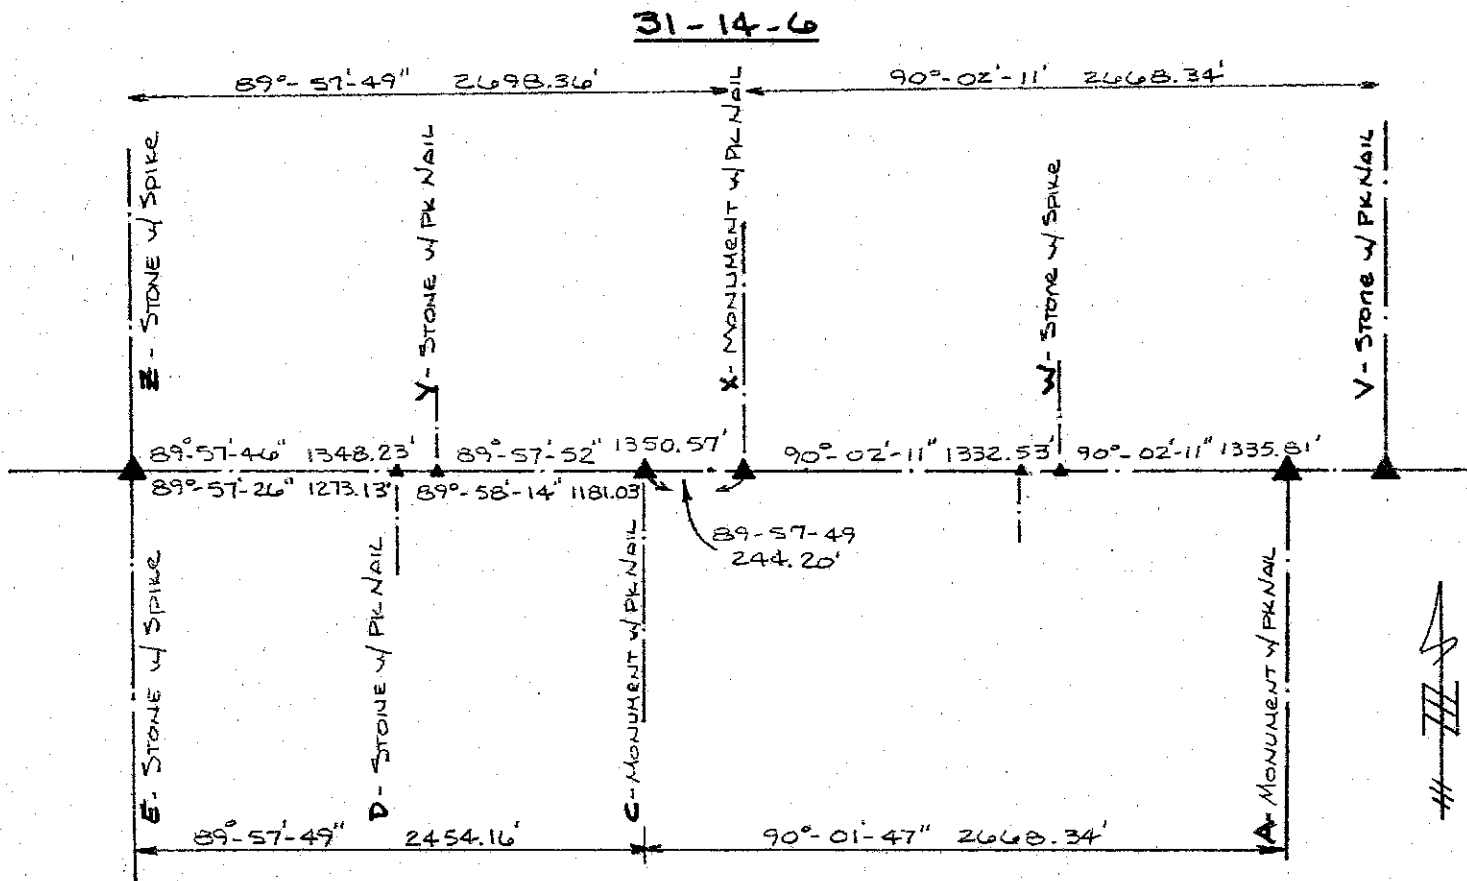 31-14-6
89°-57'-49" 2698.36'
90°-02'-11' 2668.34'
Z - STONE w/ SPIKE
Y - STONE w/ PK NAIL
X - MONUMENT w/ PK NAIL
W - STONE w/ SPIKE
V - STONE w/ PK NAIL
89°-57'-46" 1348.23'
89°-57'-52" 1350.57'
90°-02'-11" 1332.53'
90°-02'-11" 1335.81'
89°-57'-26" 1273.13'
89°-58'-14" 1181.03
89-57-49
244.20'
E - STONE w/ SPIKE
D - STONE w/ PK NAIL
C - MONUMENT w/ PK NAIL
A - MONUMENT w/ PK NAIL
89°-57'-49" 2454.16'
90°-01'-47" 2668.34'